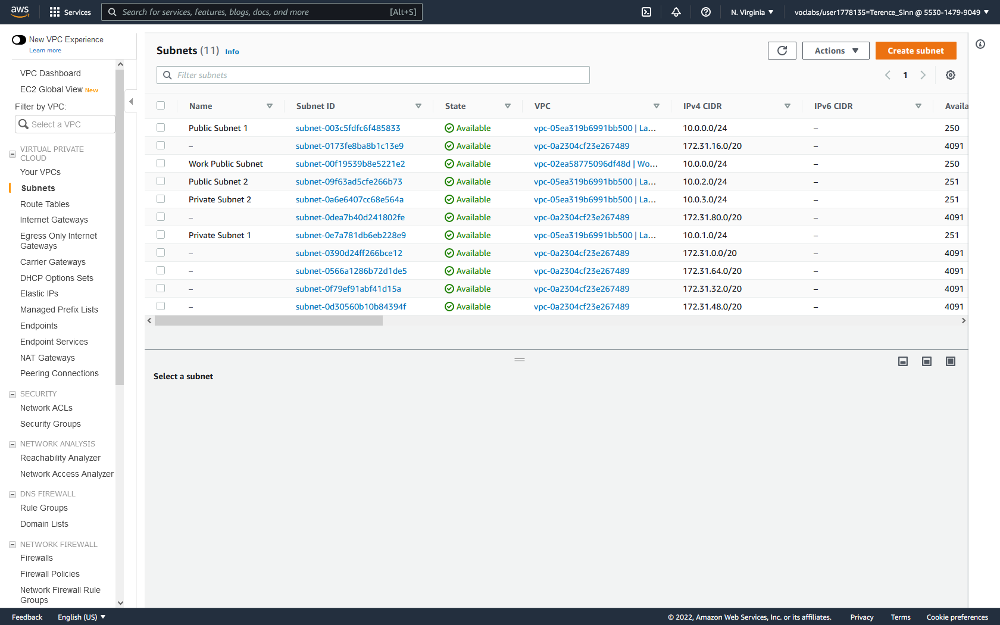 aws
Services
Search for services, features, blogs, docs, and more
[Alt+S]
N. Virginia
voclabs/user1778135=Terence_Sinn @ 5530-1479-9049
New VPC Experience
Learn more
VPC Dashboard
EC2 Global View New
Filter by VPC:
Select a VPC
VIRTUAL PRIVATE
CLOUD
Your VPCs
Subnets
Route Tables
Internet Gateways
Egress Only Internet
Gateways
Carrier Gateways
DHCP Options Sets
Elastic IPs
Managed Prefix Lists
Endpoints
Endpoint Services
NAT Gateways
Peering Connections
SECURITY
Network ACLs
Security Groups
NETWORK ANALYSIS
Reachability Analyzer
Network Access Analyzer
DNS FIREWALL
Rule Groups
Domain Lists
NETWORK FIREWALL
Firewalls
Firewall Policies
Network Firewall Rule
Groups
Subnets (11) Info
Actions
Create subnet
Filter subnets
1
Name Subnet ID State VPC IPv4 CIDR IPv6 CIDR Availa
Public Subnet 1 subnet-003c5fdfc6f485833 Available vpc-05ea319b6991bb500 | La... 10.0.0.0/24 – 250
– subnet-0173fe8ba8b1c13e9 Available vpc-0a2304cf23e267489 172.31.16.0/20 – 4091
Work Public Subnet subnet-00f19539b8e5221e2 Available vpc-02ea58775096df48d | Wo... 10.0.0.0/24 – 250
Public Subnet 2 subnet-09f63ad5cfe266b73 Available vpc-05ea319b6991bb500 | La... 10.0.2.0/24 – 251
Private Subnet 2 subnet-0a6e6407cc68e564a Available vpc-05ea319b6991bb500 | La... 10.0.3.0/24 – 251
– subnet-0dea7b40d241802fe Available vpc-0a2304cf23e267489 172.31.80.0/20 – 4091
Private Subnet 1 subnet-0e7a781db6eb228e9 Available vpc-05ea319b6991bb500 | La... 10.0.1.0/24 – 251
– subnet-0390d24ff266bce12 Available vpc-0a2304cf23e267489 172.31.0.0/20 – 4091
– subnet-0566a1286b72d1de5 Available vpc-0a2304cf23e267489 172.31.64.0/20 – 4091
– subnet-0f79ef91abf41d15a Available vpc-0a2304cf23e267489 172.31.32.0/20 – 4091
– subnet-0d30560b10b84394f Available vpc-0a2304cf23e267489 172.31.48.0/20 – 4091
Select a subnet
Feedback English (US)
© 2022, Amazon Web Services, Inc. or its affiliates. Privacy Terms Cookie preferences